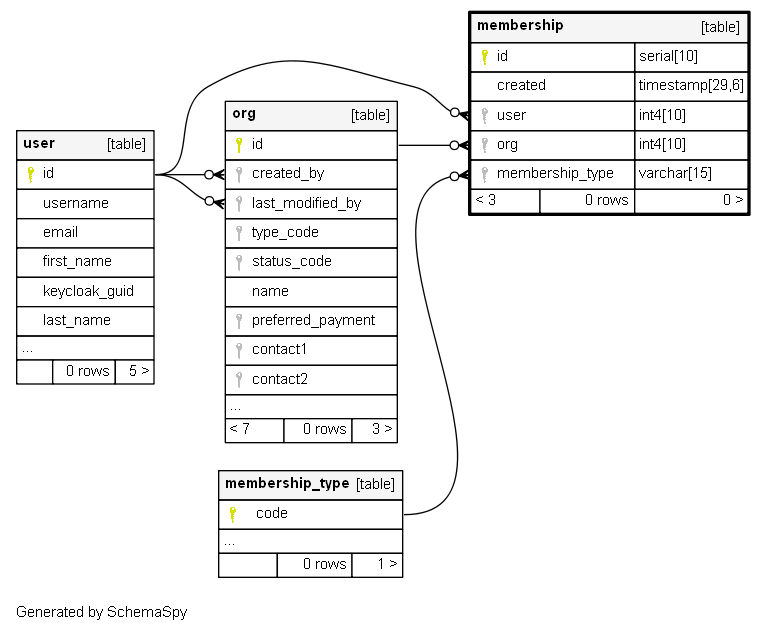 membership [table]
id serial[10]
created timestamp[29,6]
user int4[10]
org int4[10]
membership_type varchar[15]
< 3 0 rows 0 >
org [table]
id
created_by
last_modified_by
type_code
status_code
name
preferred_payment
contact1
contact2
...
< 7 0 rows 3 >
user [table]
id
username
email
first_name
keycloak_guid
last_name
...
0 rows 5 >
membership_type [table]
code
...
0 rows 1 >
Generated by SchemaSpy